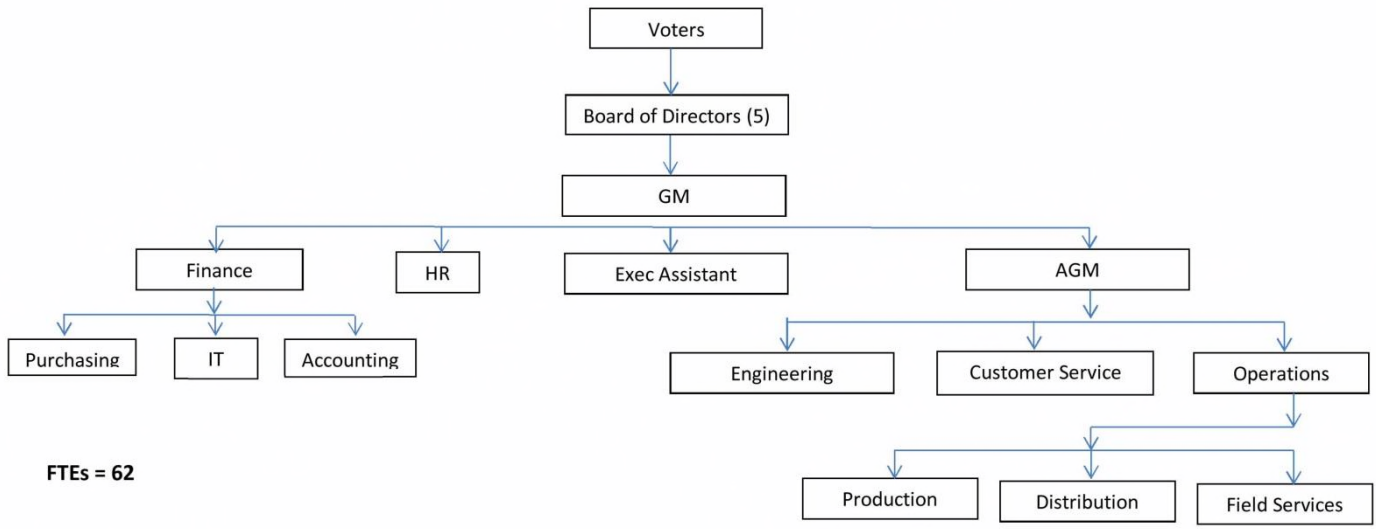 Voters
Board of Directors (5)
GM
Finance
HR
Exec Assistant
AGM
Purchasing
IT
Accounting
Engineering
Customer Service
Operations
FTEs = 62
Production
Distribution
Field Services